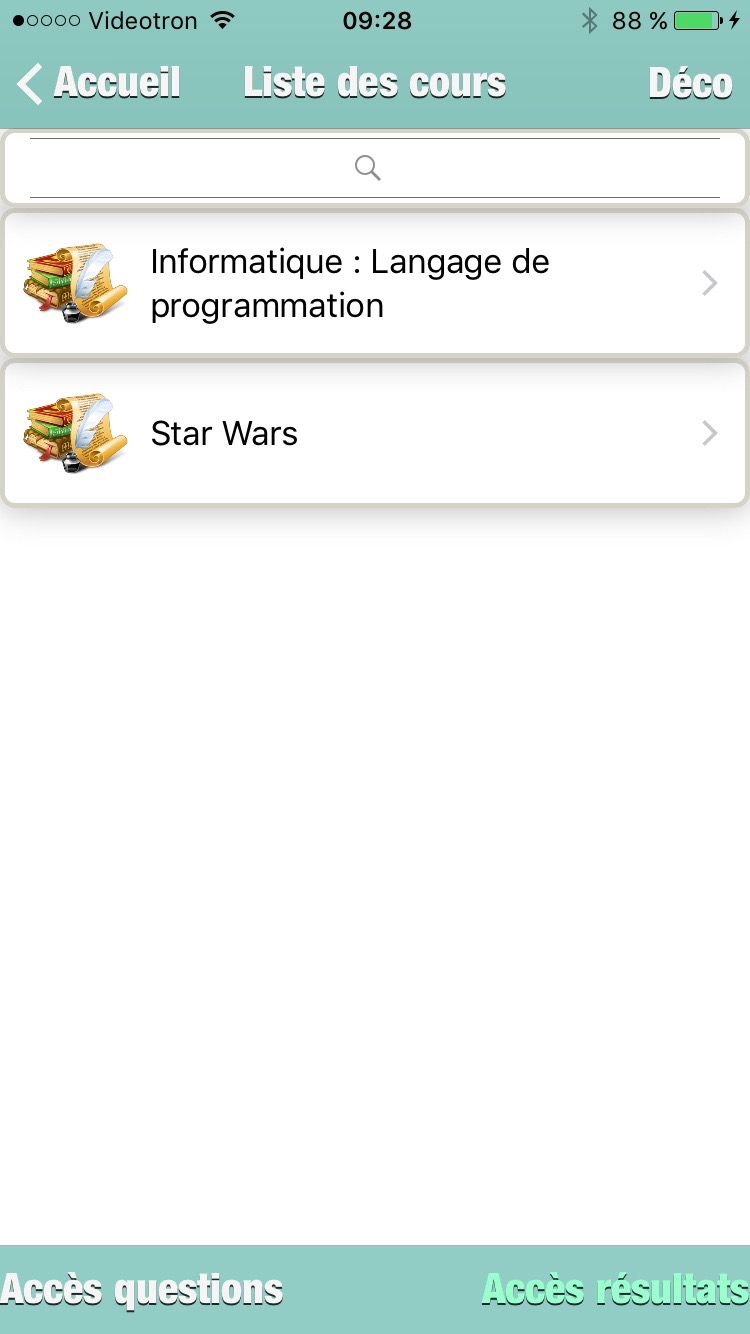 Videotron 09:28 88 %
Accueil Liste des cours Déco
Informatique : Langage de
programmation
Star Wars
Accès questions Accès résultats